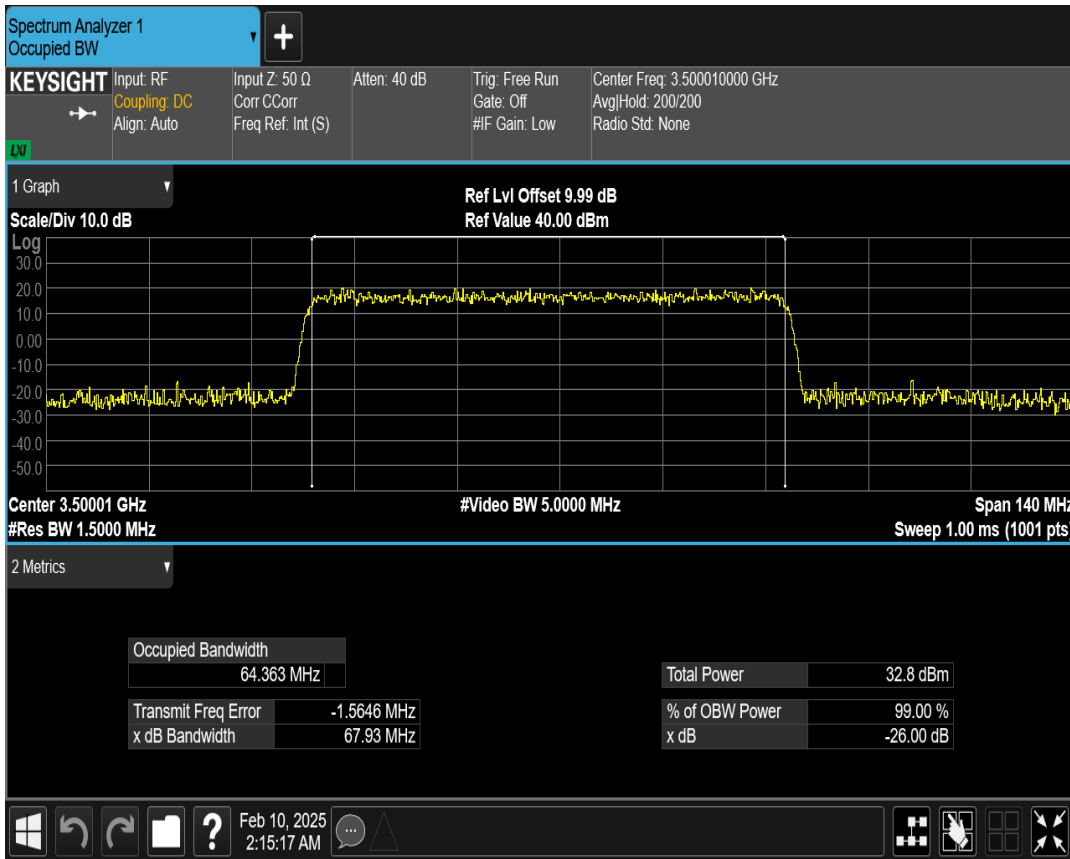 Spectrum Analyzer 1
Occupied BW
+
KEYSIGHT
LXI
Input: RF
Coupling: DC
Align: Auto
Input Z: 50 Ω
Corr CCorr
Freq Ref: Int (S)
Atten: 40 dB
Trig: Free Run
Gate: Off
#IF Gain: Low
Center Freq: 3.500010000 GHz
Avg|Hold: 200/200
Radio Std: None
1 Graph
Scale/Div 10.0 dB
Ref Lvl Offset 9.99 dB
Ref Value 40.00 dBm
Log
30.0
20.0
10.0
0.00
-10.0
-20.0
-30.0
-40.0
-50.0
Center 3.50001 GHz
#Video BW 5.0000 MHz
Span 140 MHz
#Res BW 1.5000 MHz
Sweep 1.00 ms (1001 pts)
2 Metrics
Occupied Bandwidth
64.363 MHz
Total Power 32.8 dBm
Transmit Freq Error -1.5646 MHz
% of OBW Power 99.00 %
x dB Bandwidth 67.93 MHz
x dB -26.00 dB
?
Feb 10, 2025
2:15:17 AM